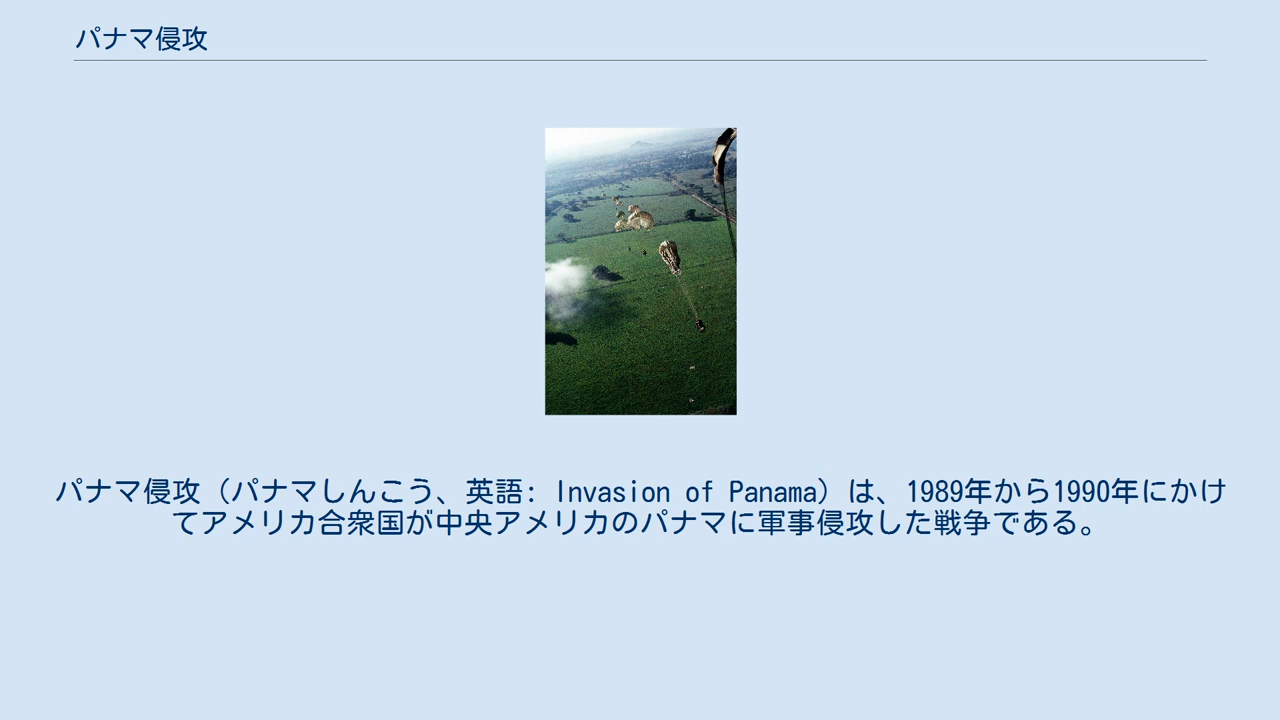 パナマ侵攻
パナマ侵攻（パナマしんこう、英語: Invasion of Panama）は、1989年から1990年にかけ
てアメリカ合衆国が中央アメリカのパナマに軍事侵攻した戦争である。